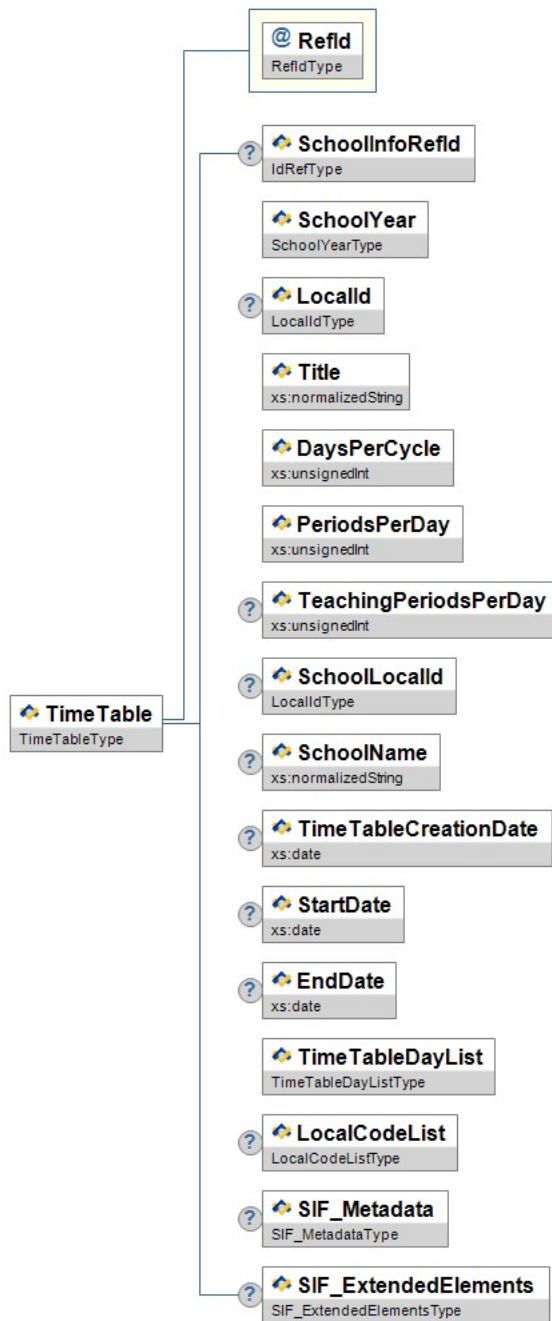 @ RefId
RefIdType
? SchoolInfoRefId
IdRefType
SchoolYear
SchoolYearType
? LocalId
LocalIdType
Title
xs:normalizedString
DaysPerCycle
xs:unsignedInt
PeriodsPerDay
xs:unsignedInt
? TeachingPeriodsPerDay
xs:unsignedInt
? SchoolLocalId
LocalIdType
TimeTable
TimeTableType
? SchoolName
xs:normalizedString
? TimeTableCreationDate
xs:date
? StartDate
xs:date
? EndDate
xs:date
TimeTableDayList
TimeTableDayListType
? LocalCodeList
LocalCodeListType
? SIF_Metadata
SIF_MetadataType
? SIF_ExtendedElements
SIF_ExtendedElementsType